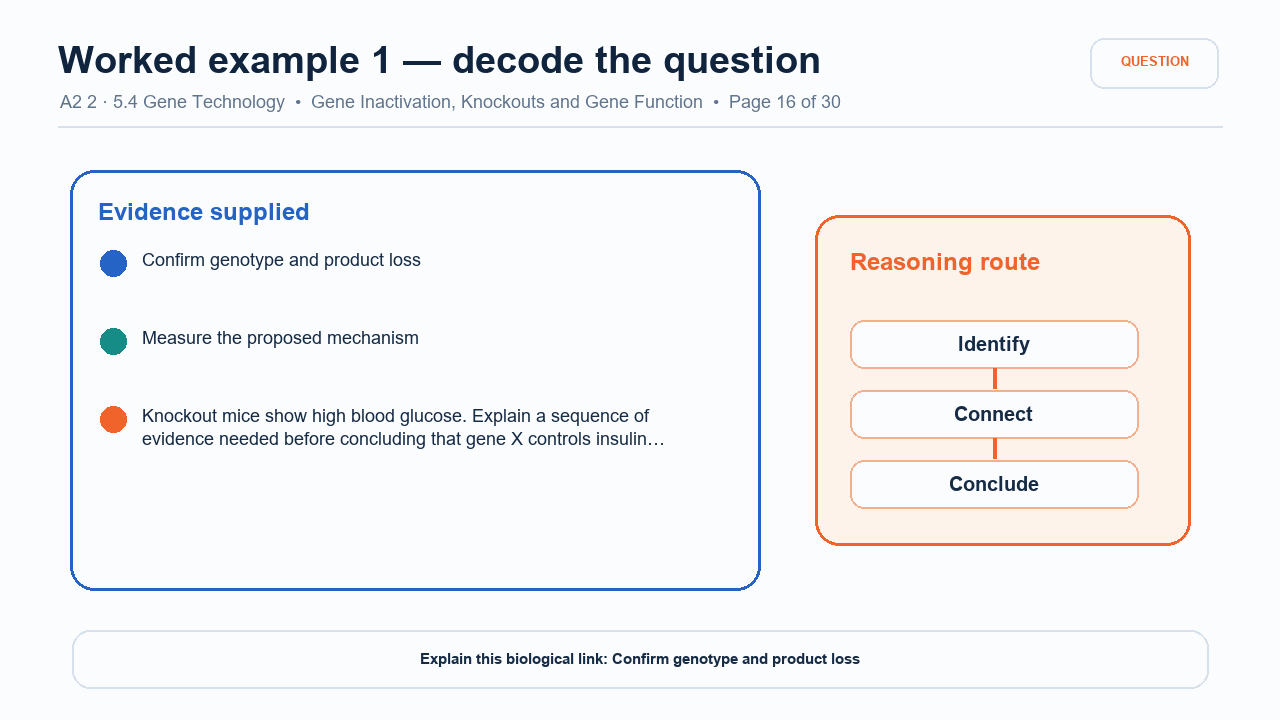 Worked example 1 — decode the question
QUESTION
A2 2 · 5.4 Gene Technology • Gene Inactivation, Knockouts and Gene Function • Page 16 of 30
Evidence supplied
Confirm genotype and product loss
Measure the proposed mechanism
Knockout mice show high blood glucose. Explain a sequence of
evidence needed before concluding that gene X controls insulin…
Reasoning route
Identify
Connect
Conclude
Explain this biological link: Confirm genotype and product loss